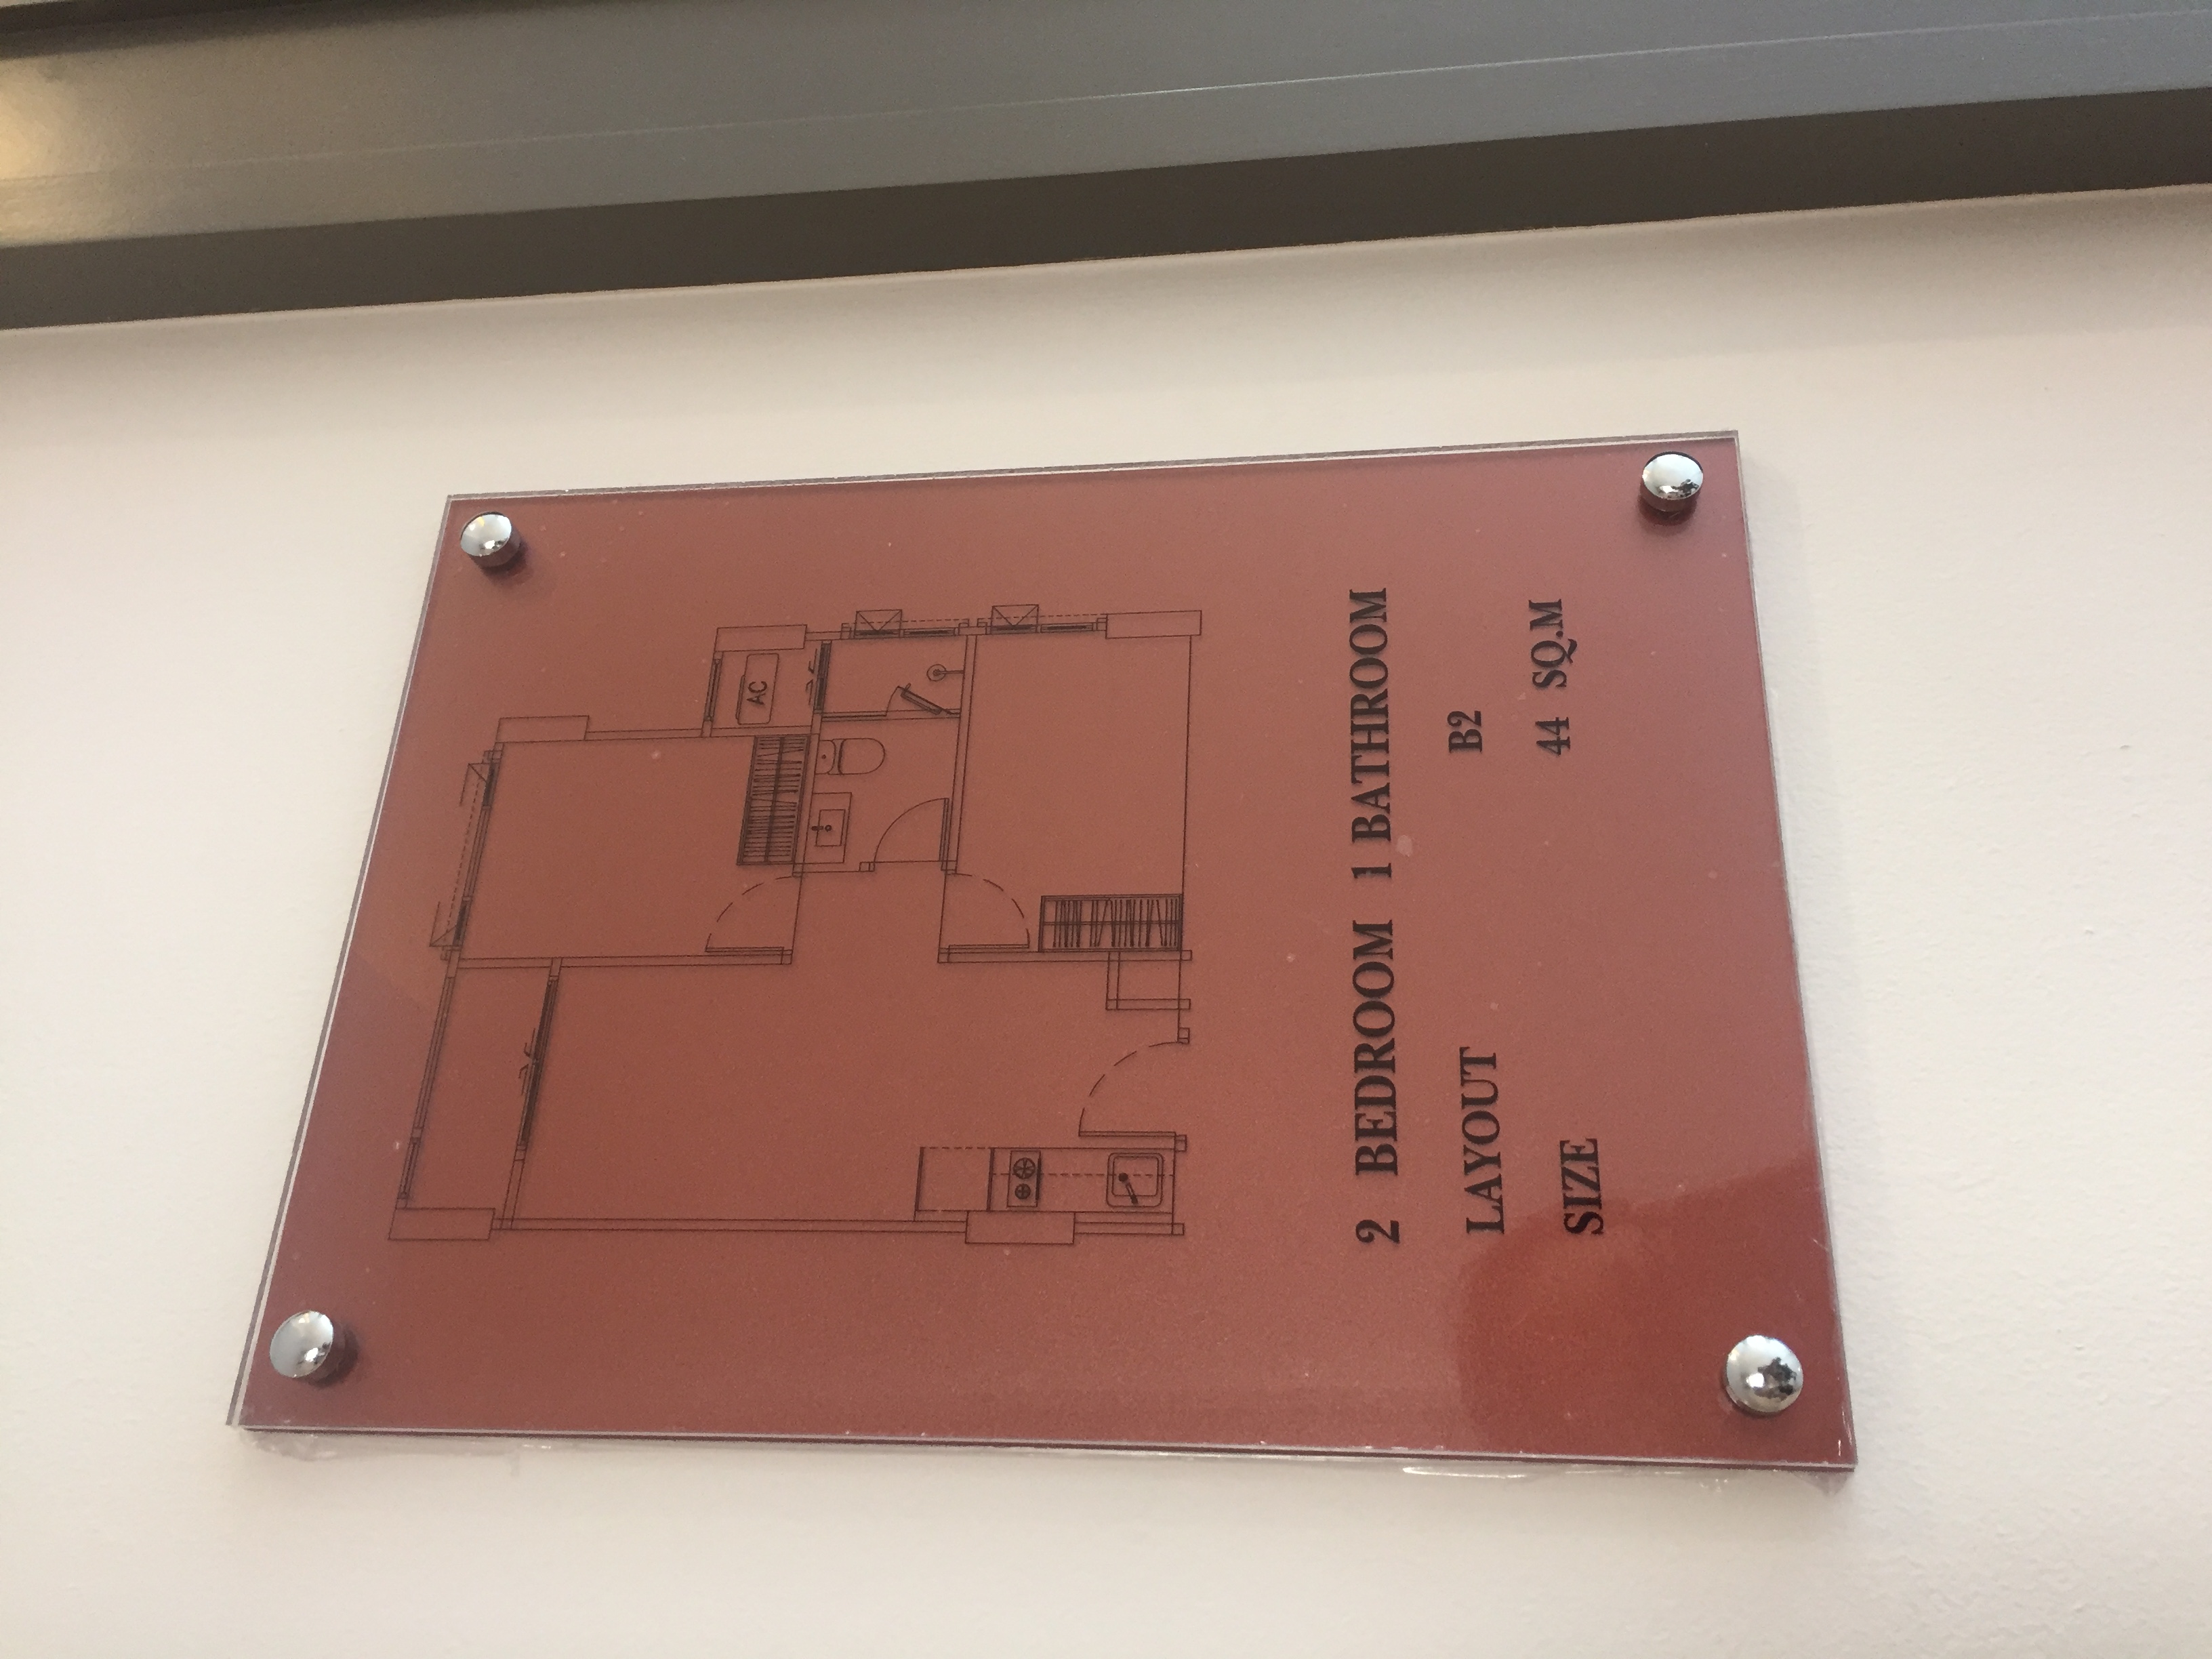 AC
2 BEDROOM 1 BATHROOM
LAYOUT B2
SIZE 44 SQ.M